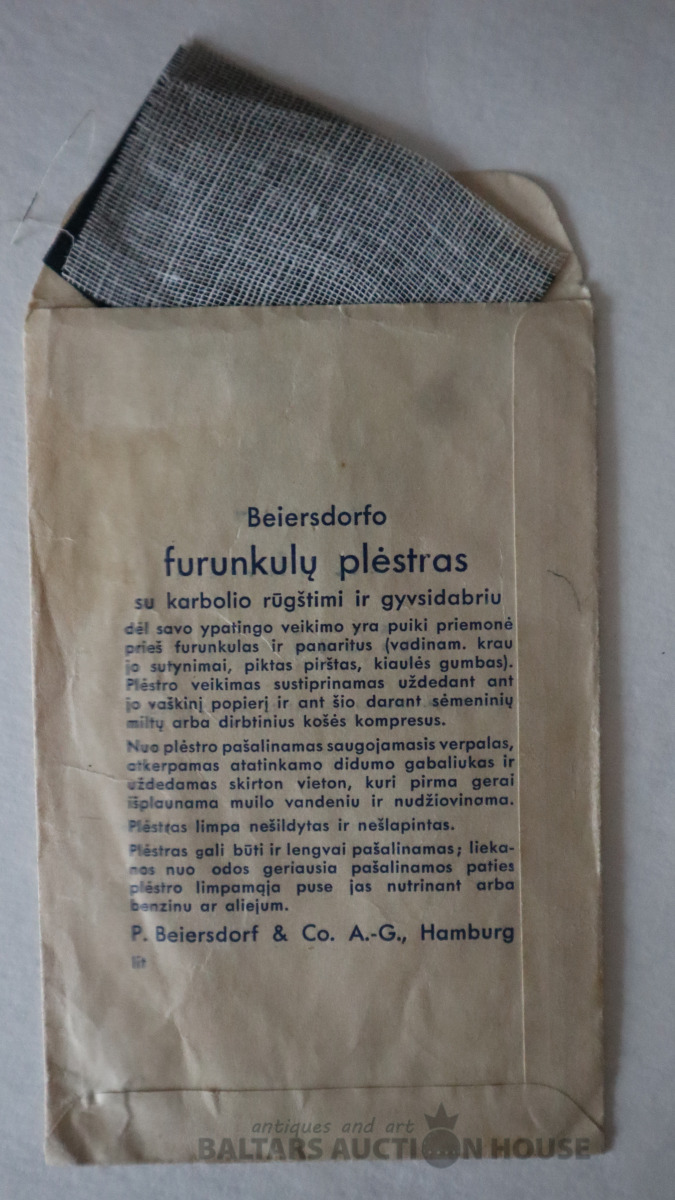 Beiersdorfo
furunkulų plėstras
su karbolio rūgštimi ir gyvsidabriu
dėl savo ypatingo veikimo yra puiki priemonė
prieš furunkulas ir panaritus (vadinam. krau
jo sutynimai, piktas pirštas, kiaulės gumbas).
Plėstro veikimas sustiprinamas uždedant ant
jo vaškinį popierį ir ant šio darant sėmeninių
miltų arba dirbtinius košės kompresus.
Nuo plėstro pašalinamas saugojamasis verpalas,
atkerpamas atatinkamo didumo gabaliukas ir
uždedamas skirton vieton, kuri pirma gerai
išplaunama muilo vandeniu ir nudžiovinama.
Plėstras limpa nešildytas ir nešlapintas.
Plėstras gali būti ir lengvai pašalinamas; lieka-
nos nuo odos geriausia pašalinamos paties
plėstro limpamąja puse jas nutrinant arba
benzinu ar aliejum.
P. Beiersdorf & Co. A.-G., Hamburg
lit
antiques and art
BALTARS AUCTION HOUSE